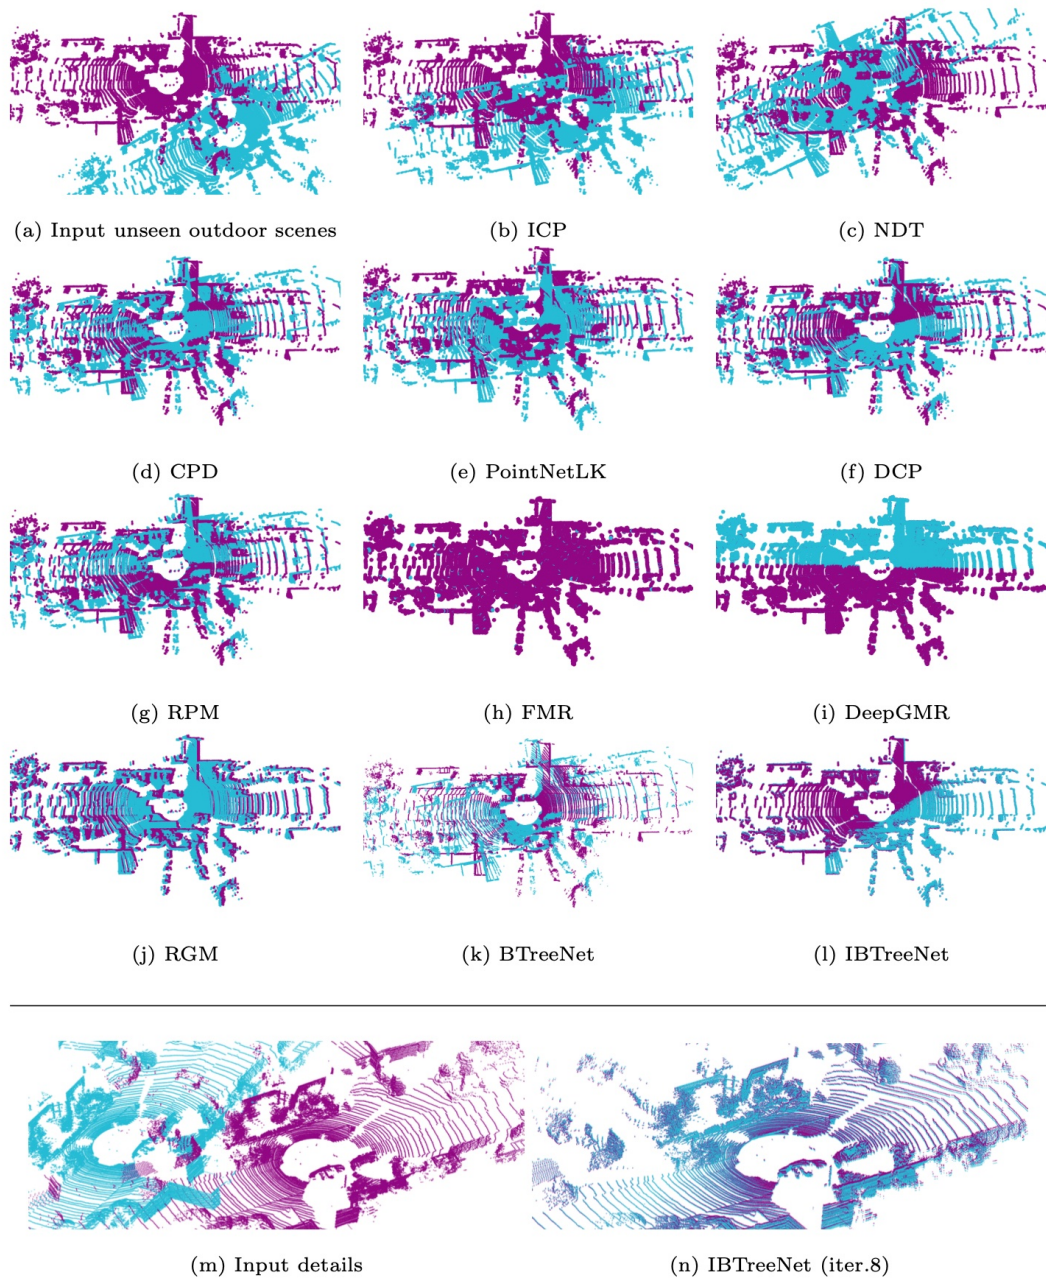 (a) Input unseen outdoor scenes
(b) ICP
(c) NDT
(d) CPD
(e) PointNetLK
(f) DCP
(g) RPM
(h) FMR
(i) DeepGMR
(j) RGM
(k) BTreeNet
(l) IBTreeNet
(m) Input details
(n) IBTreeNet (iter.8)